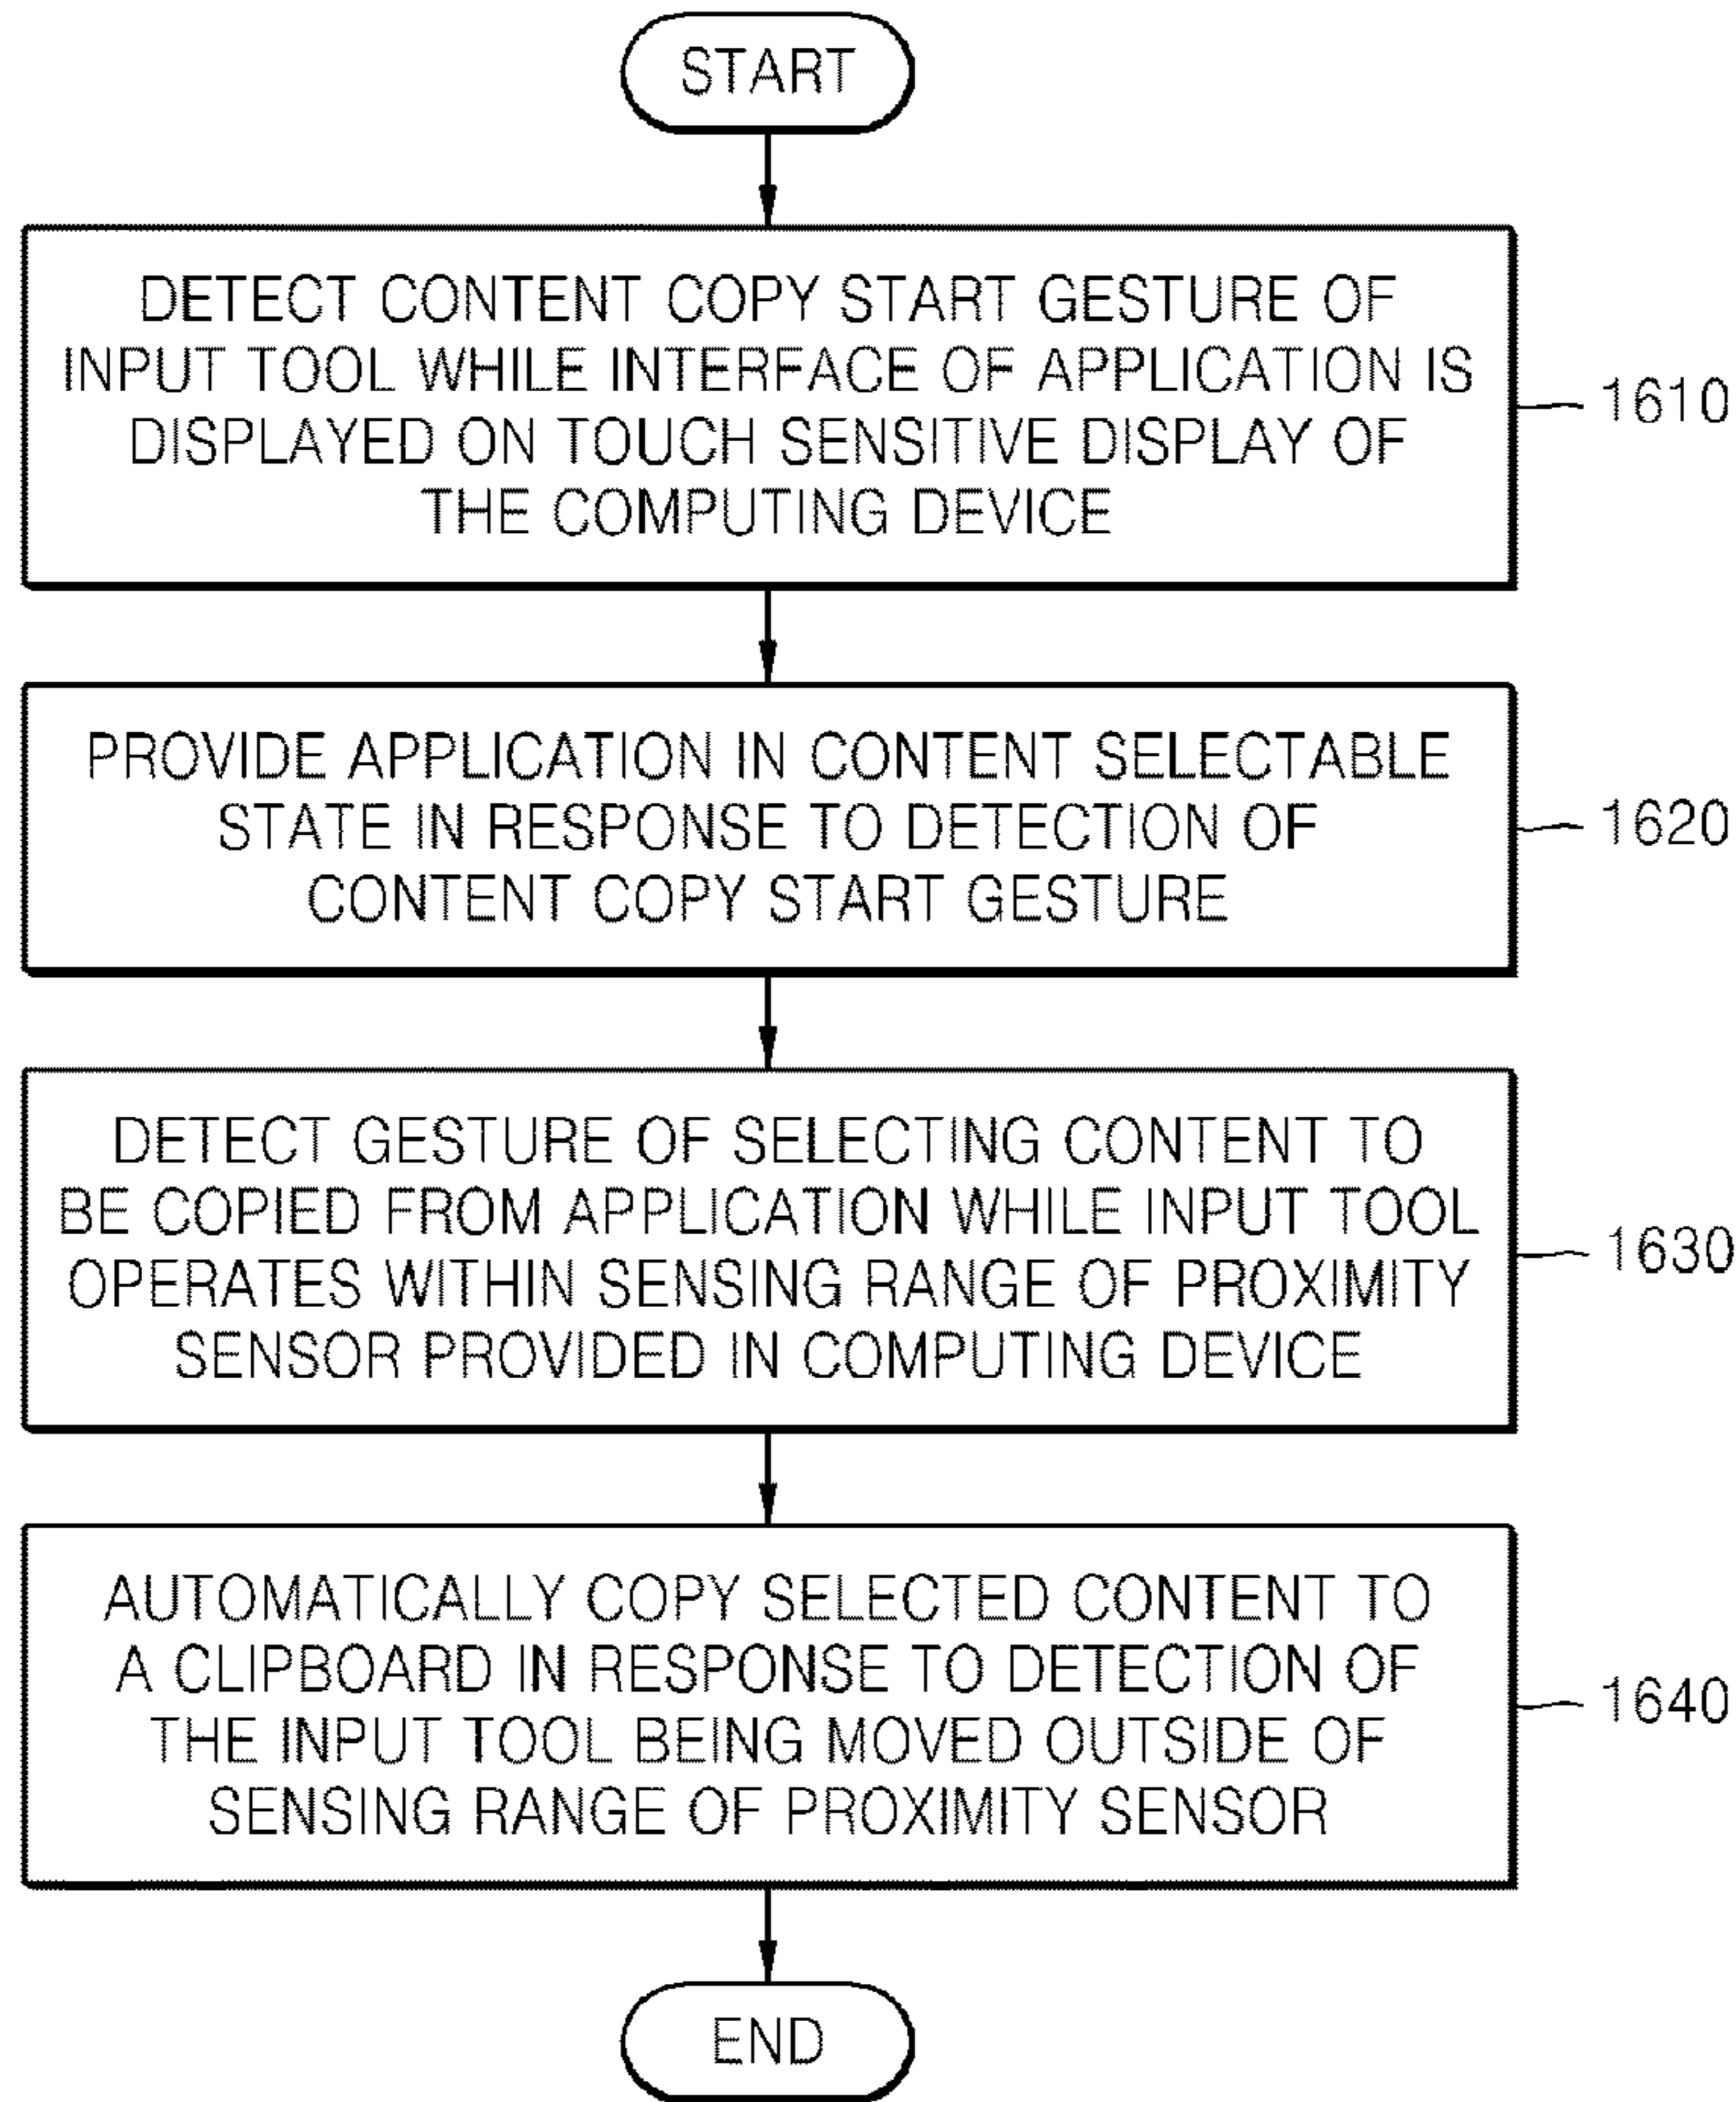 START
DETECT CONTENT COPY START GESTURE OF
INPUT TOOL WHILE INTERFACE OF APPLICATION IS
DISPLAYED ON TOUCH SENSITIVE DISPLAY OF
THE COMPUTING DEVICE
1610
PROVIDE APPLICATION IN CONTENT SELECTABLE
STATE IN RESPONSE TO DETECTION OF
CONTENT COPY START GESTURE
1620
DETECT GESTURE OF SELECTING CONTENT TO
BE COPIED FROM APPLICATION WHILE INPUT TOOL
OPERATES WITHIN SENSING RANGE OF PROXIMITY
SENSOR PROVIDED IN COMPUTING DEVICE
1630
AUTOMATICALLY COPY SELECTED CONTENT TO
A CLIPBOARD IN RESPONSE TO DETECTION OF
THE INPUT TOOL BEING MOVED OUTSIDE OF
SENSING RANGE OF PROXIMITY SENSOR
1640
END